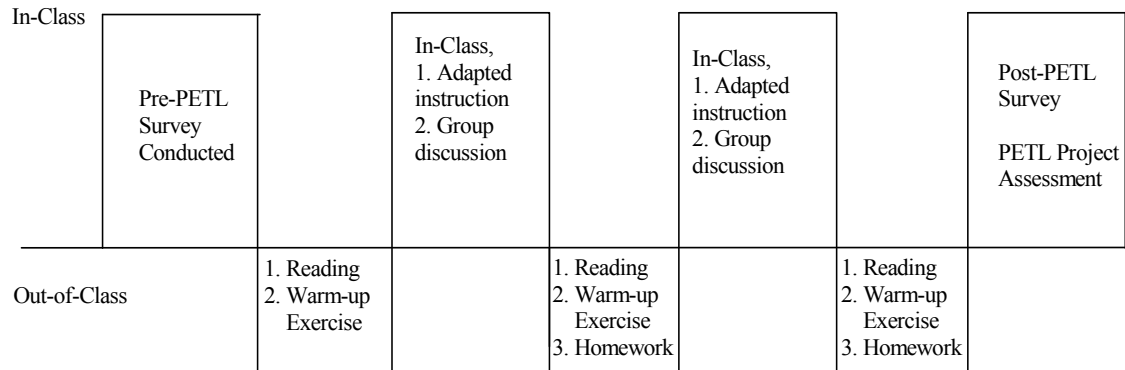 In-Class
Pre-PETL
Survey
Conducted
In-Class,
1. Adapted
instruction
2. Group
discussion
In-Class,
1. Adapted
instruction
2. Group
discussion
Post-PETL
Survey
PETL Project
Assessment
Out-of-Class
1. Reading
2. Warm-up
Exercise
1. Reading
2. Warm-up
Exercise
3. Homework
1. Reading
2. Warm-up
Exercise
3. Homework